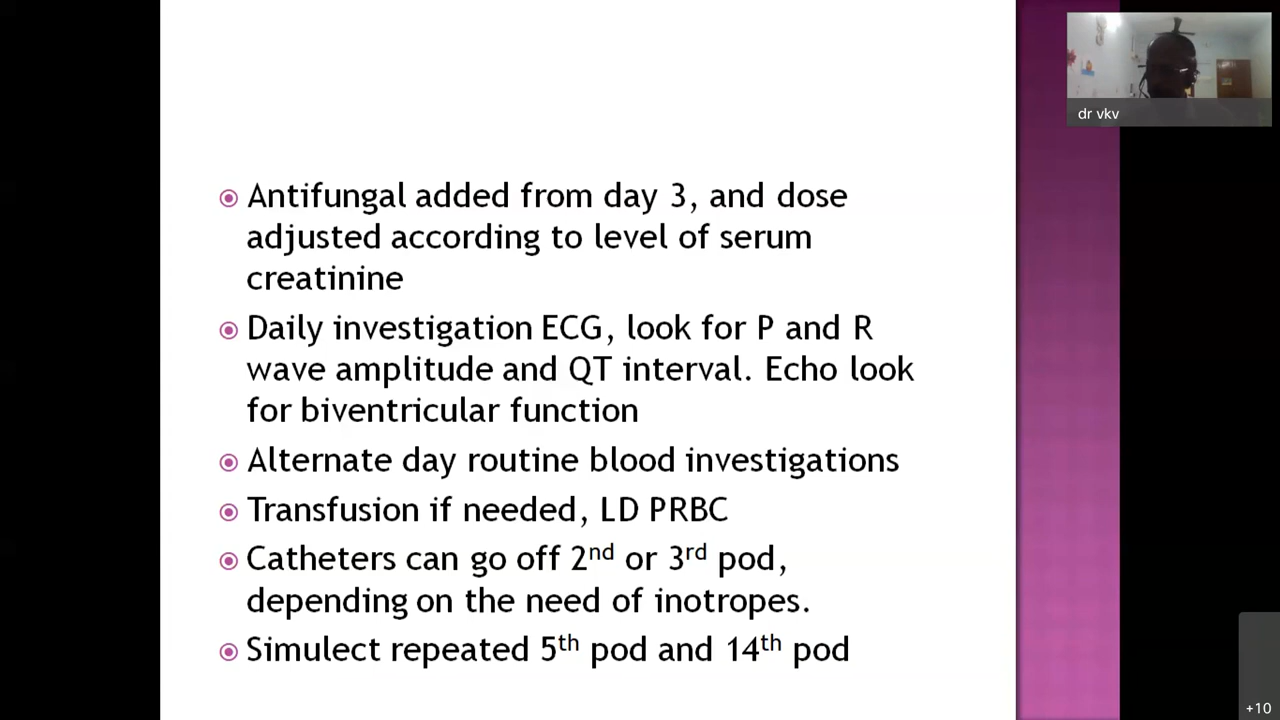 Antifungal added from day 3, and dose
adjusted according to level of serum
creatinine
Daily investigation ECG, look for P and R
wave amplitude and QT interval. Echo look
for biventricular function
Alternate day routine blood investigations
Transfusion if needed, LD PRBC
Catheters can go off 2nd or 3rd pod,
depending on the need of inotropes.
Simulect repeated 5th pod and 14th pod
dr vkv
+10